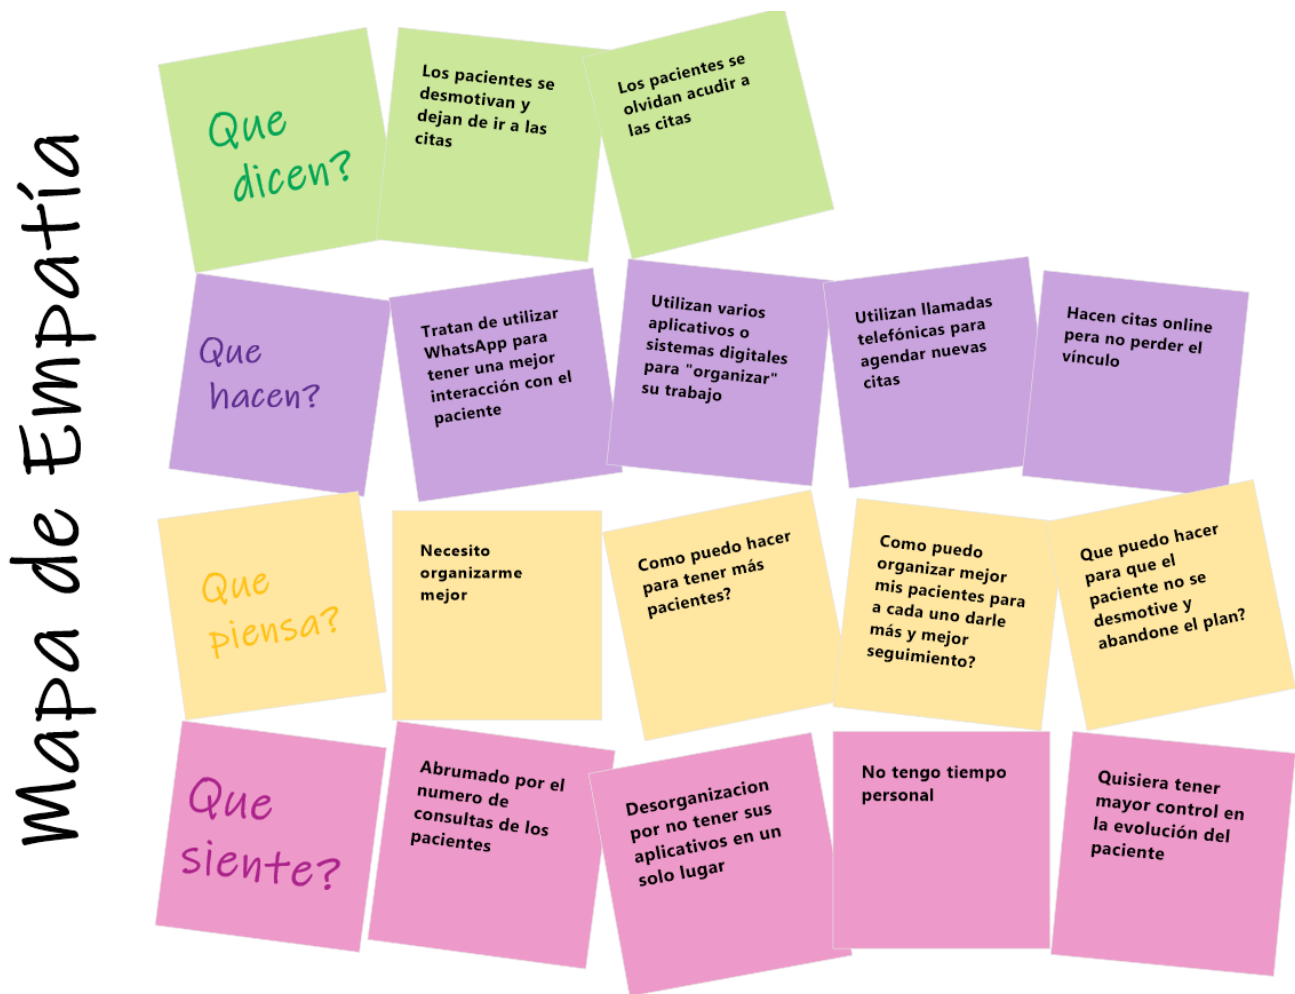 Mapa de Empatía
Que
dicen?
Los pacientes se
desmotivan y
dejan de ir a las
citas
Los pacientes se
olvidan acudir a
las citas
Que
hacen?
Tratan de utilizar
WhatsApp para
tener una mejor
interacción con el
paciente
Utilizan varios
aplicativos o
sistemas digitales
para "organizar"
su trabajo
Utilizan llamadas
telefónicas para
agendar nuevas
citas
Hacen citas online
pera no perder el
vínculo
Que
piensa?
Necesito
organizarme
mejor
Como puedo hacer
para tener más
pacientes?
Como puedo
organizar mejor
mis pacientes para
a cada uno darle
más y mejor
seguimiento?
Que puedo hacer
para que el
paciente no se
desmotive y
abandone el plan?
Que
siente?
Abrumado por el
numero de
consultas de los
pacientes
Desorganizacion
por no tener sus
aplicativos en un
solo lugar
No tengo tiempo
personal
Quisiera tener
mayor control en
la evolución del
paciente